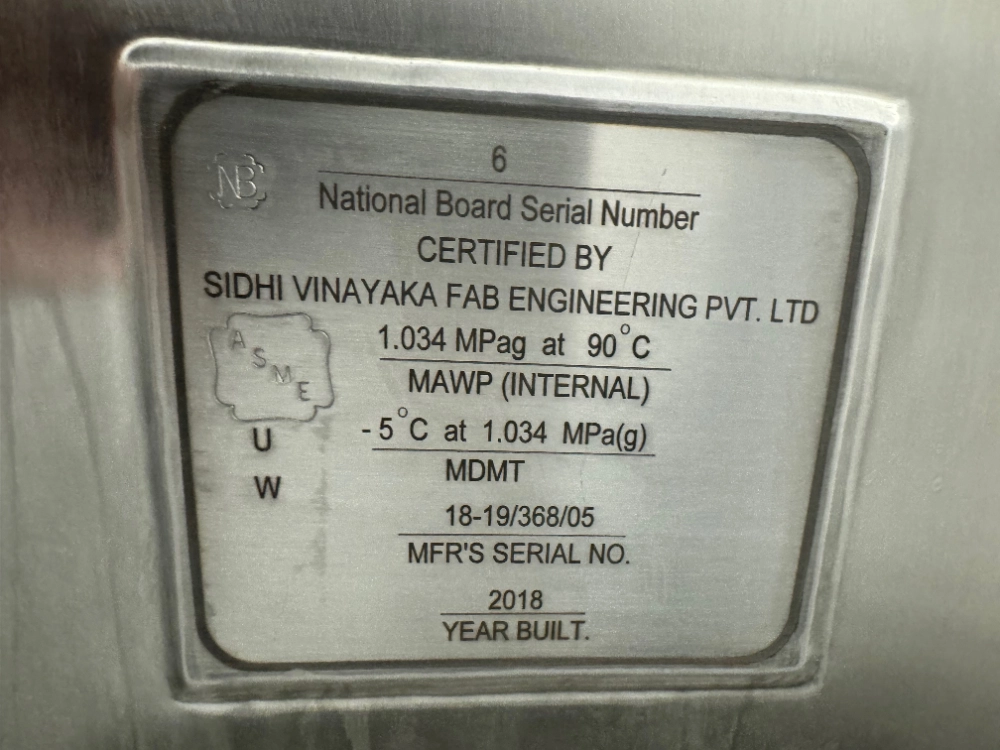 NB
6
National Board Serial Number
CERTIFIED BY
SIDHI VINAYAKA FAB ENGINEERING PVT. LTD
ASME
1.034 MPag at 90°C
MAWP (INTERNAL)
U
- 5°C at 1.034 MPa(g)
MDMT
W
18-19/368/05
MFR'S SERIAL NO.
2018
YEAR BUILT.